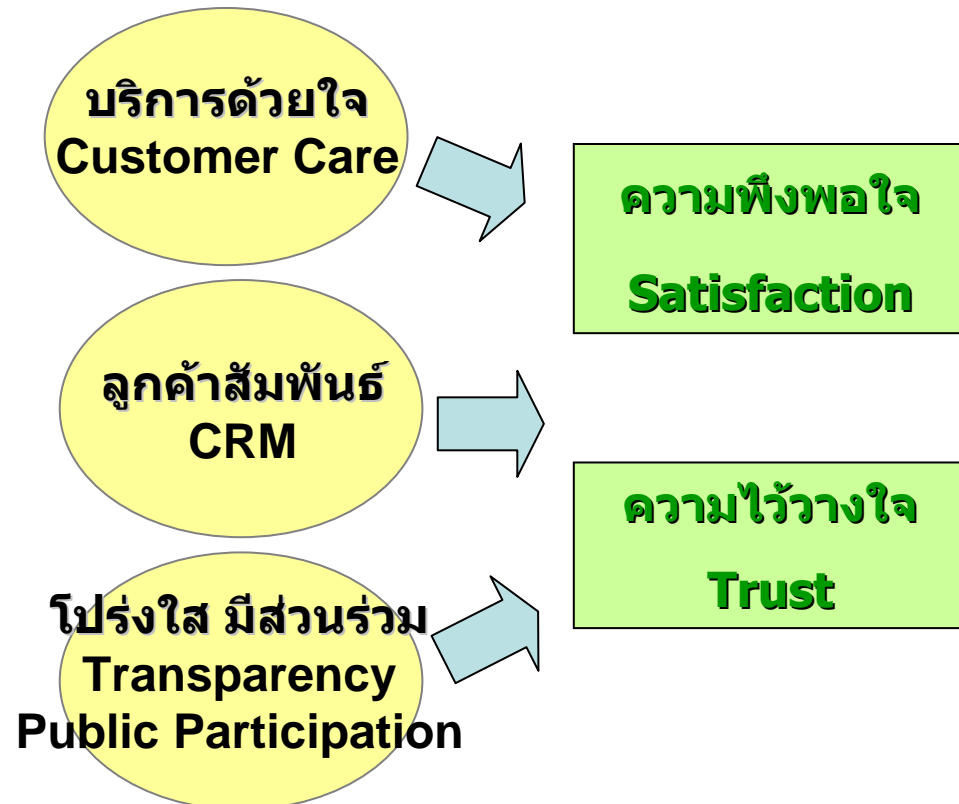 บริการด้วยใจ
Customer Care
ความพึงพอใจ
Satisfaction
ลูกค้าสัมพันธ์
CRM
ความไว้วางใจ
Trust
โปร่งใส มีส่วนร่วม
Transparency
Public Participation